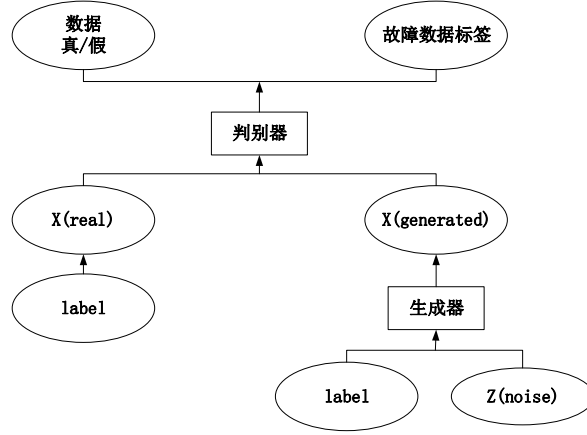 数据
真/假
故障数据标签
判别器
X(real)
X(generated)
label
生成器
label
Z(noise)